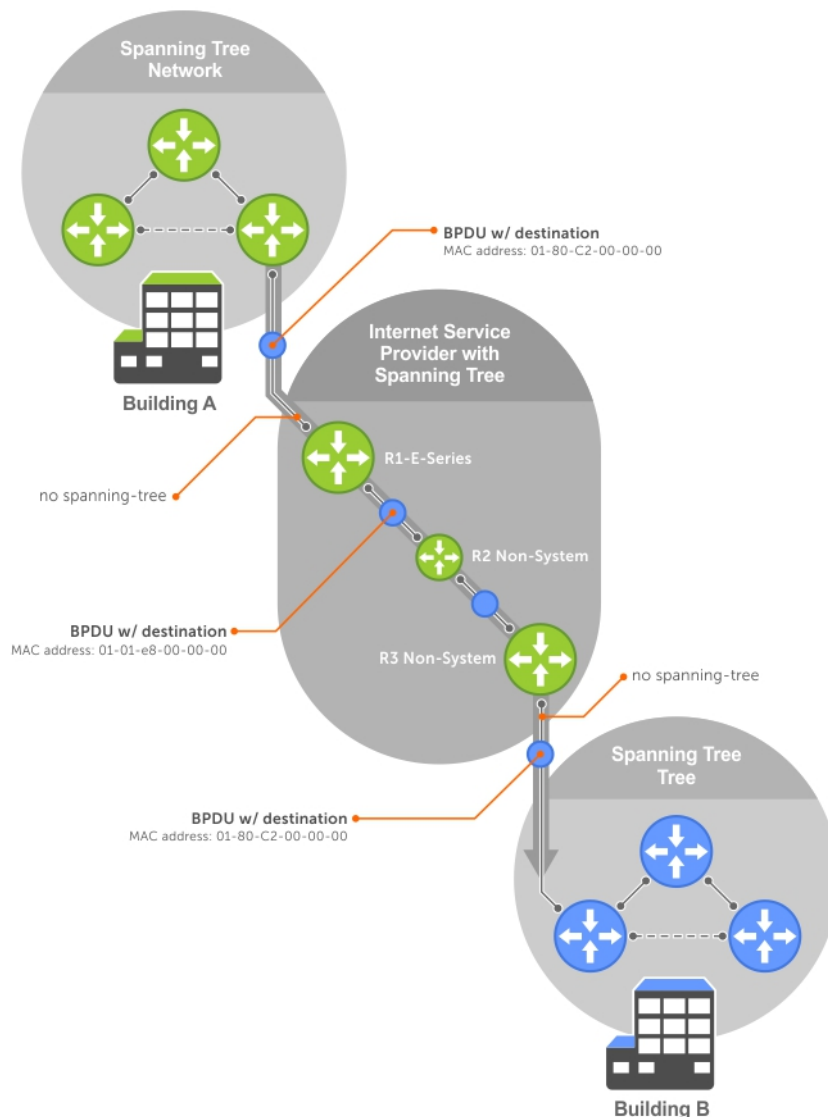 Spanning Tree
Network
BPDU w/ destination
MAC address: 01-80-C2-00-00-00
Internet Service
Provider with
Spanning Tree
Building A
R1-E-Series
no spanning-tree
R2 Non-System
BPDU w/ destination
MAC address: 01-01-e8-00-00-00
R3 Non-System
no spanning-tree
Spanning Tree
Tree
BPDU w/ destination
MAC address: 01-80-C2-00-00-00
Building B